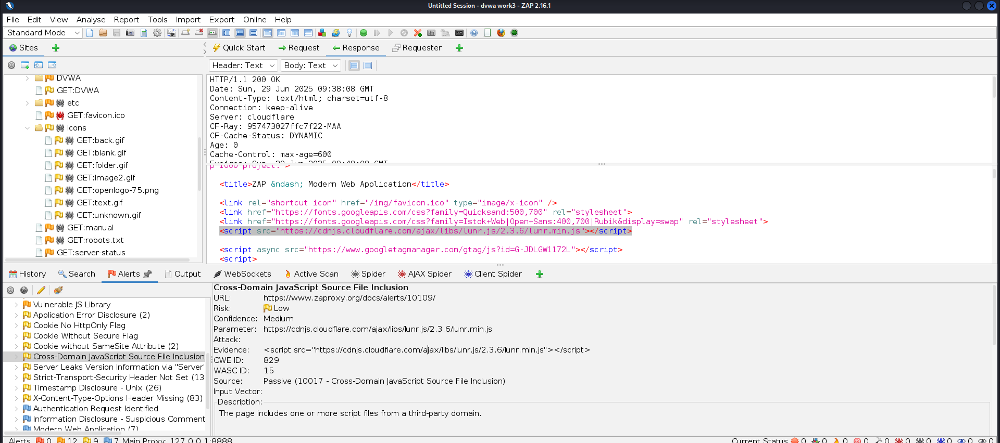 Untitled Session - dvwa work3 - ZAP 2.16.1
File Edit View Analyse Report Tools Import Export Online Help
Standard Mode
Sites
Quick Start Request Response Requester
Header: Text Body: Text
DVWA
GET:DVWA
etc
GET:favicon.ico
icons
GET:back.gif
GET:blank.gif
GET:folder.gif
GET:image2.gif
GET:openlogo-75.png
GET:text.gif
GET:unknown.gif
GET:manual
GET:robots.txt
GET:server-status
HTTP/1.1 200 OK
Date: Sun, 29 Jun 2025 09:38:08 GMT
Content-Type: text/html; charset=utf-8
Connection: keep-alive
Server: cloudflare
CF-Ray: 957473027ffc7f22-MAA
CF-Cache-Status: DYNAMIC
Age: 0
Cache-Control: max-age=600
Expires: Sun, 29 Jun 2025 09:48:08 GMT
p 1000 project.">
<title>ZAP &ndash; Modern Web Application</title>
<link rel="shortcut icon" href="/img/favicon.ico" type="image/x-icon" />
<link href="https://fonts.googleapis.com/css?family=Quicksand:500,700" rel="stylesheet">
<link href="https://fonts.googleapis.com/css?family=Istok+Web|Open+Sans:400,700|Rubik&display=swap" rel="stylesheet">
<script src="https://cdnjs.cloudflare.com/ajax/libs/lunr.js/2.3.6/lunr.min.js"></script>
<script async src="https://www.googletagmanager.com/gtag/js?id=G-JDLGW1172L"></script>
<script>
History Search Alerts Output WebSockets Active Scan Spider AJAX Spider Client Spider
Vulnerable JS Library
Application Error Disclosure (2)
Cookie No HttpOnly Flag
Cookie Without Secure Flag
Cookie without SameSite Attribute (2)
Cross-Domain JavaScript Source File Inclusion
Server Leaks Version Information via "Server"
Strict-Transport-Security Header Not Set (13
Timestamp Disclosure - Unix (26)
X-Content-Type-Options Header Missing (83)
Authentication Request Identified
Information Disclosure - Suspicious Comment
Modern Web Application (7)
Cross-Domain JavaScript Source File Inclusion
URL: https://www.zaproxy.org/docs/alerts/10109/
Risk: Low
Confidence: Medium
Parameter: https://cdnjs.cloudflare.com/ajax/libs/lunr.js/2.3.6/lunr.min.js
Attack:
Evidence: <script src="https://cdnjs.cloudflare.com/ajax/libs/lunr.js/2.3.6/lunr.min.js"></script>
CWE ID: 829
WASC ID: 15
Source: Passive (10017 - Cross-Domain JavaScript Source File Inclusion)
Input Vector:
Description:
The page includes one or more script files from a third-party domain.
Alerts 0 12 9 7 Main Proxy: 127.0.0.1:8888
Current Status 0 0 0 0 0 0 0 0 0 0